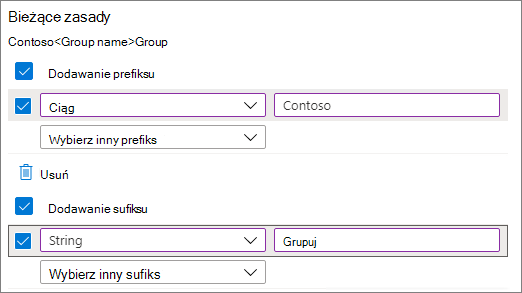 Bieżące zasady
Contoso<Group name>Group
Dodawanie prefiksu
Ciąg Contoso
Wybierz inny prefiks
Usuń
Dodawanie sufiksu
String Grupuj
Wybierz inny sufiks